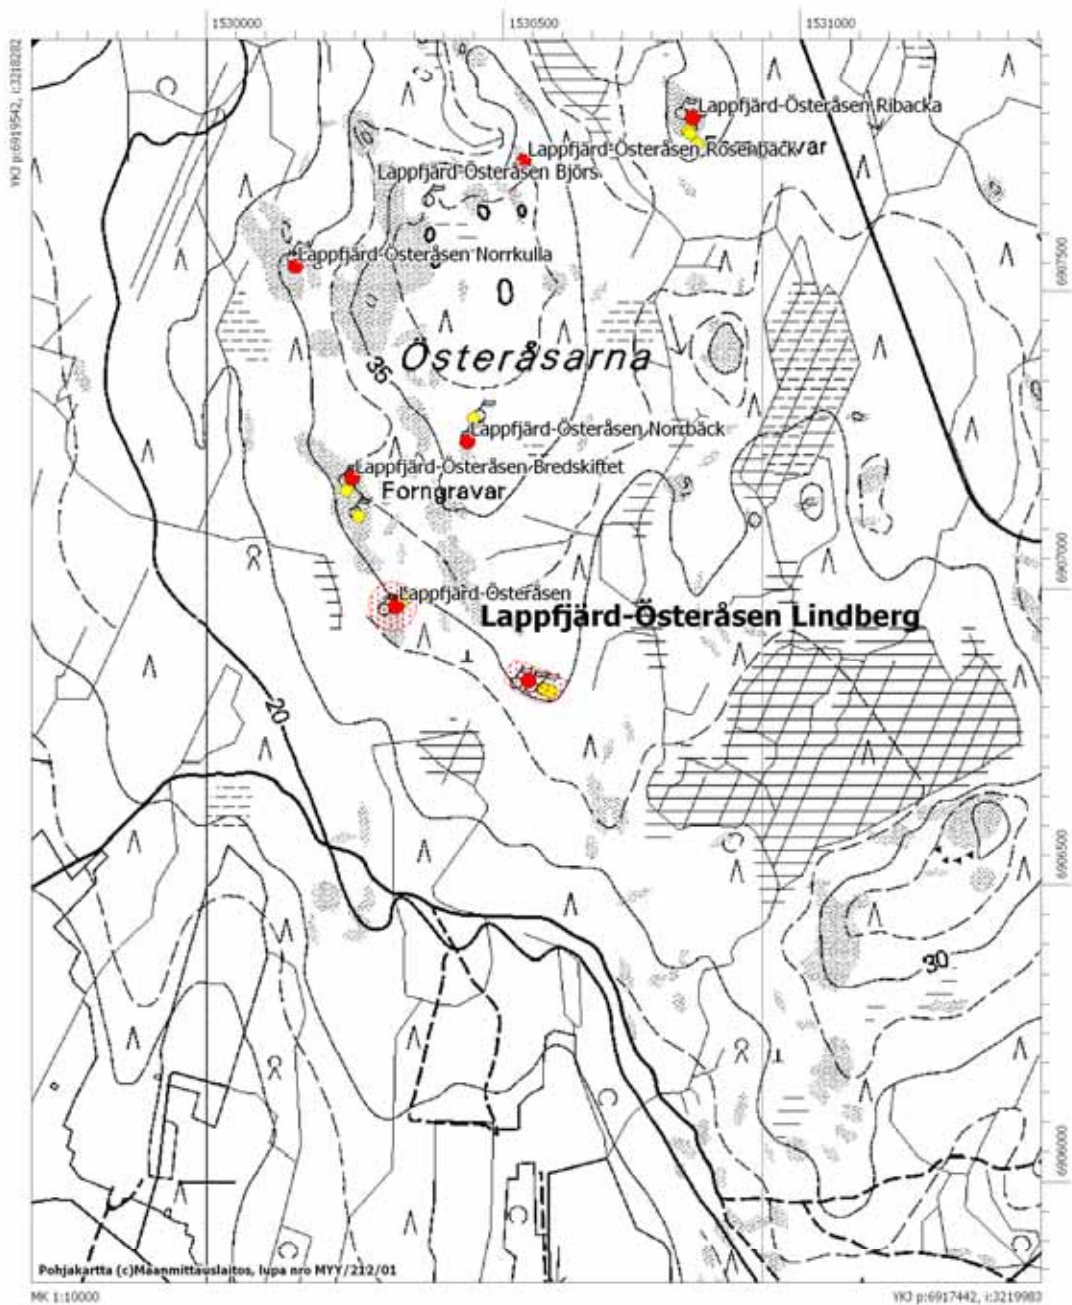 1530000 1530500 1531000
YKJ p:6919542, i:3218282
Lappfjärd-Österåsen Ribacka
Lappfjärd-Österåsen Rosenback
Lappfjärd-Österåsen Björs
Lappfjärd-Österåsen Norrkulla
6907500
35
Österåsarna
Lappfjärd-Österåsen Norrbäck
Lappfjärd-Österåsen Bredskiftet
Forngravar
6907000
Lappfjärd-Österåsen
Lappfjärd-Österåsen Lindberg
20
6906500
30
6906000
Pohjakartta (c)Maanmittauslaitos, lupa nro MYY/212/01
MK 1:10000
YKJ p:6917442, i:3219983